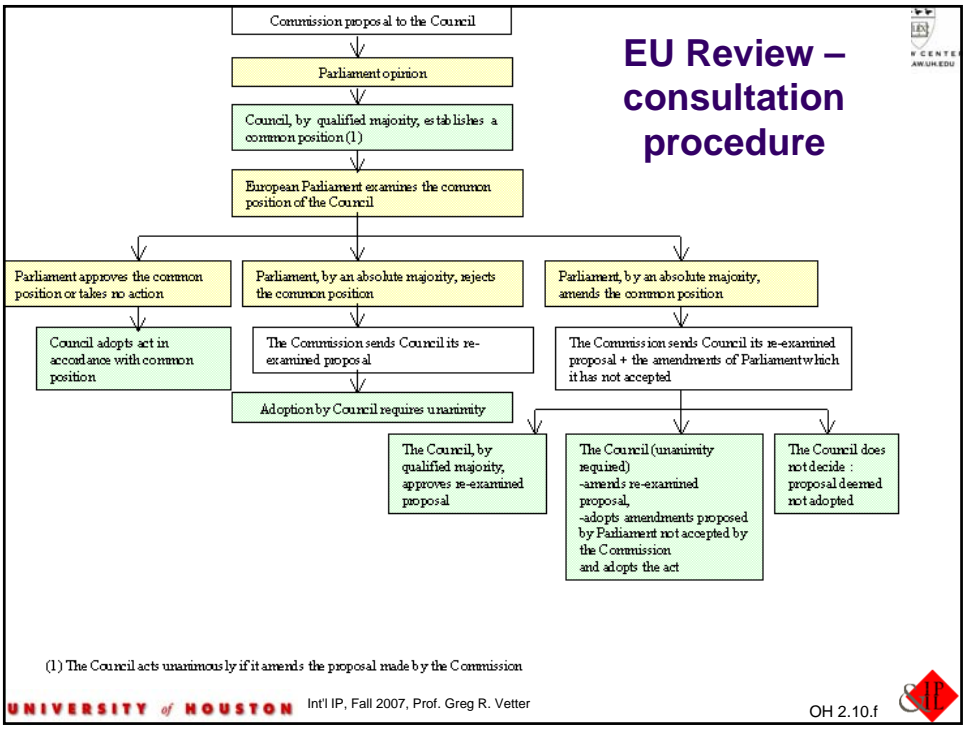 Commission proposal to the Council
EU Review –
consultation
procedure
W CENTE
AW.UH.EDU
Parliament opinion
Council, by qualified majority, establishes a
common position (1)
European Parliament examines the common
position of the Council
Parliament approves the common
position or takes no action
Parliament, by an absolute majority, rejects
the common position
Parliament, by an absolute majority,
amends the common position
Council adopts act in
accordance with common
position
The Commission sends Council its re-
examined proposal
The Commission sends Council its re-examined
proposal + the amendments of Parliament which
it has not accepted
Adoption by Council requires unanimity
The Council, by
qualified majority,
approves re-examined
proposal
The Council (unanimity
required)
-amends re-examined
proposal,
-adopts amendments proposed
by Parliament not accepted by
the Commission
and adopts the act
The Council does
not decide :
proposal deemed
not adopted
(1) The Council acts unanimously if it amends the proposal made by the Commission
UNIVERSITY of HOUSTON
Int'l IP, Fall 2007, Prof. Greg R. Vetter
OH 2.10.f
&IP